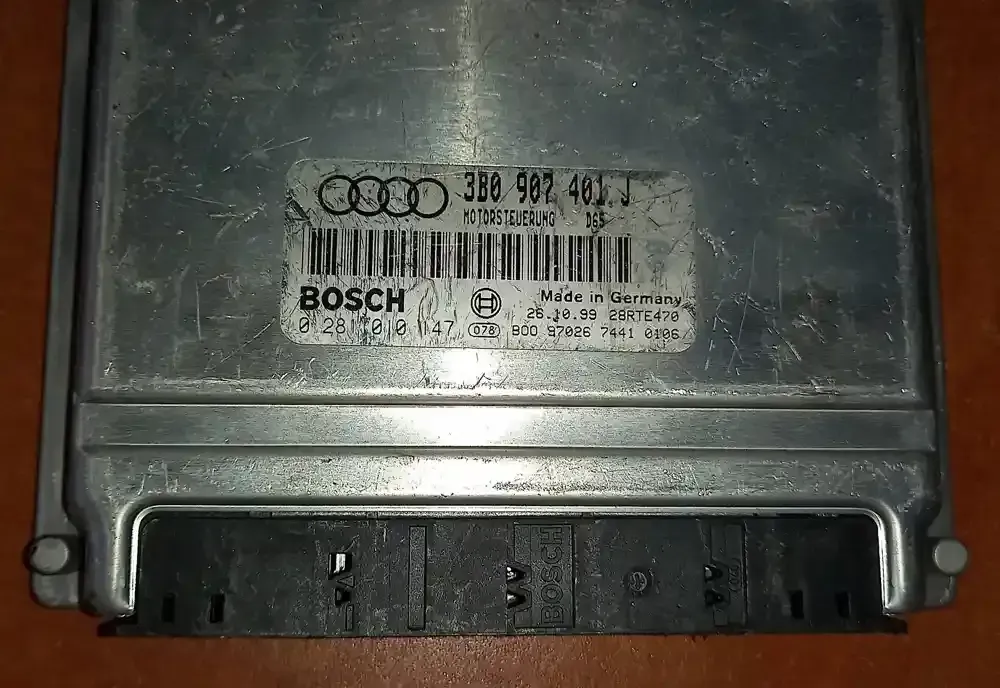 3B0 907 401 J
MOTORSTEUERUNG DG5
BOSCH
Made in Germany
26.10.99 28RTE470
0 281 010 147
078
B00 97026 7441 0106
BOSCH